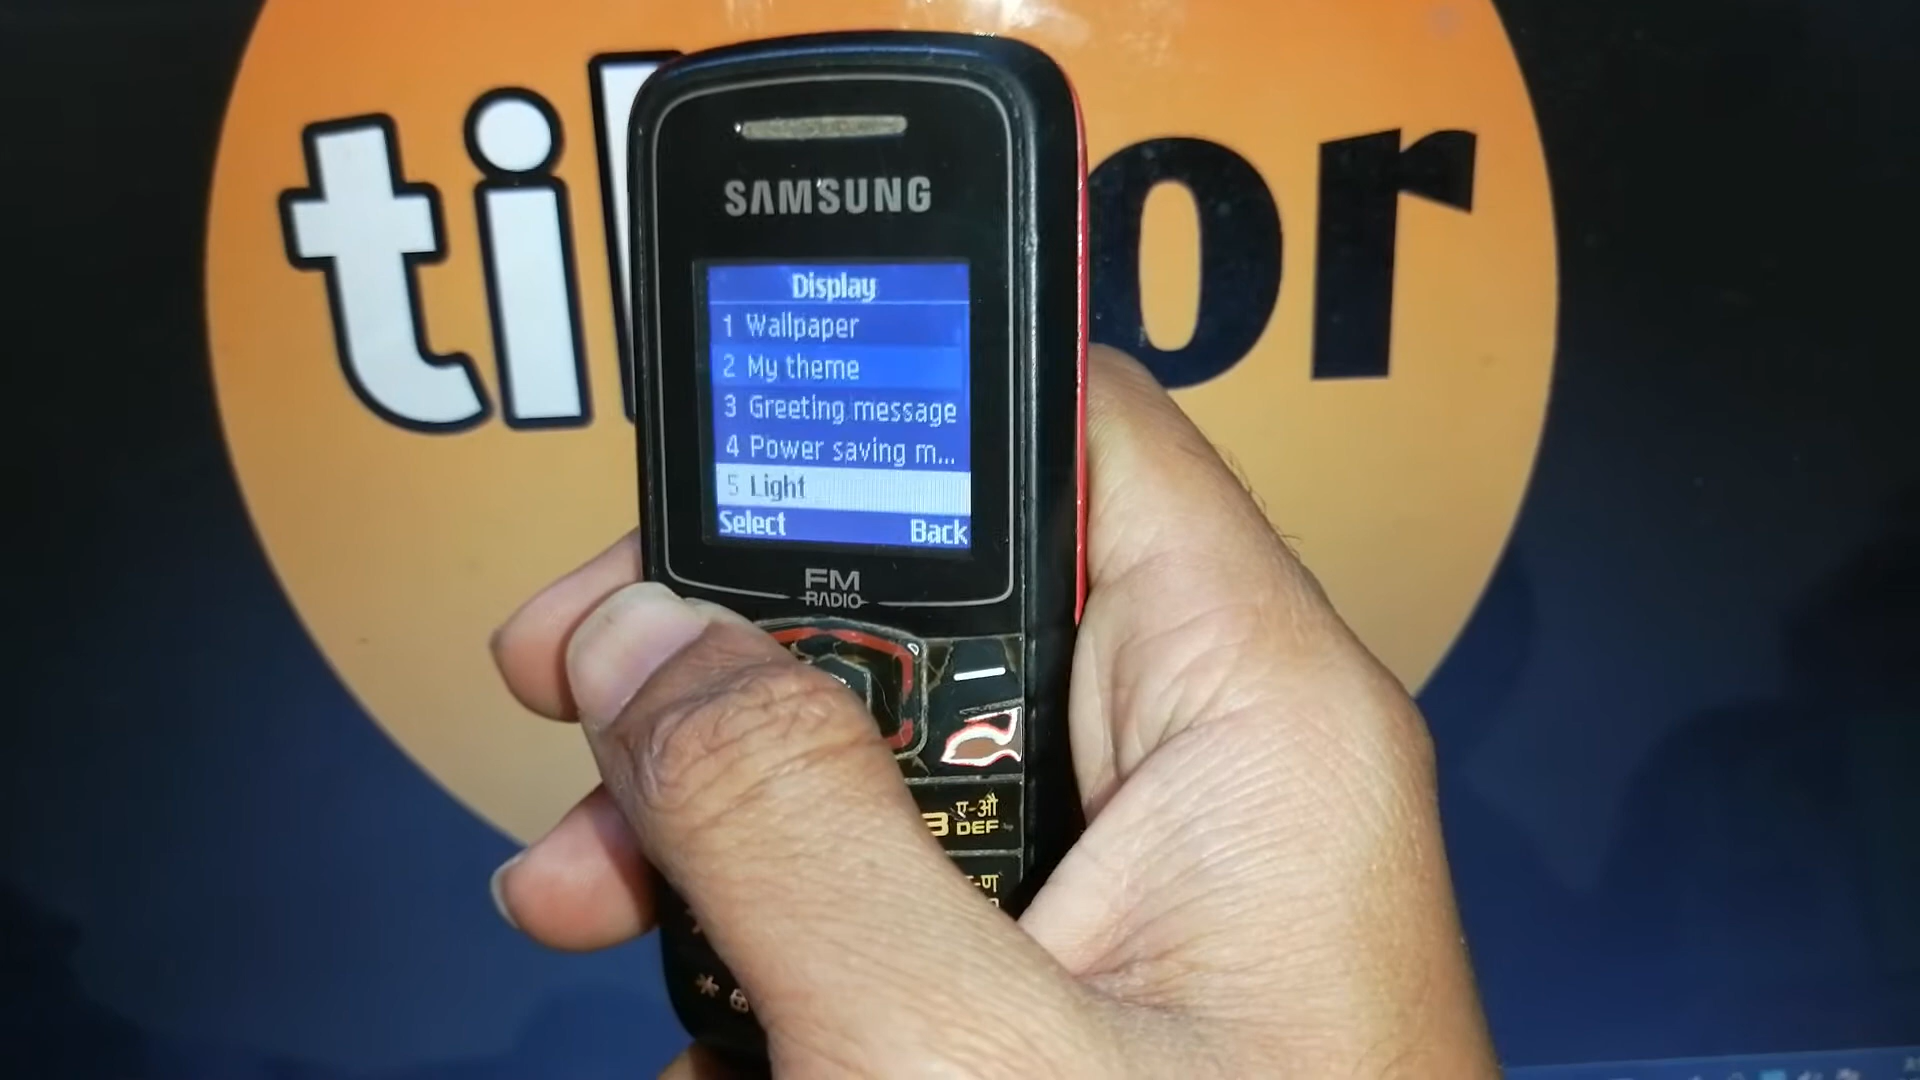 SAMSUNG
Display
1 Wallpaper
2 My theme
3 Greeting message
4 Power saving m...
5 Light
Select Back
FM
RADIO
3 ए-औ
DEF
*